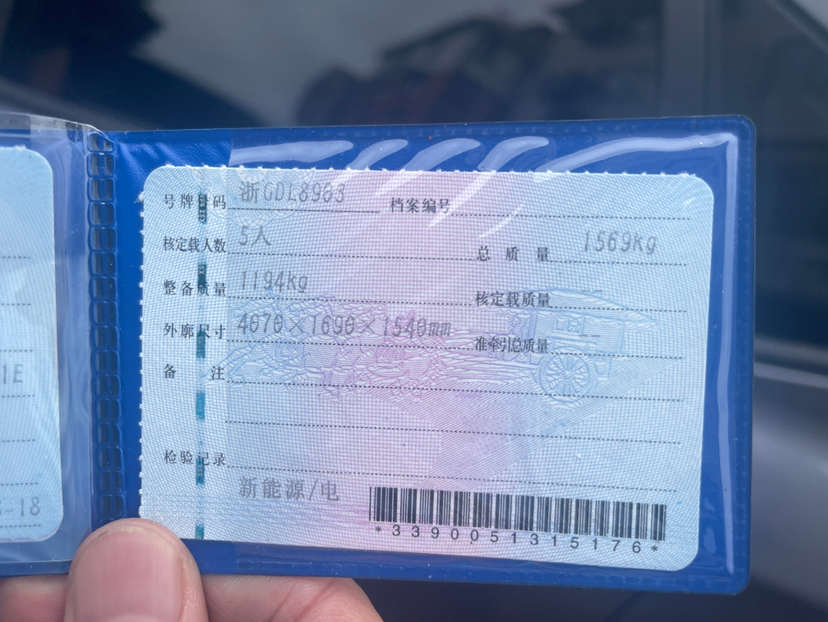 号牌号码 浙GDL8963 档案编号
核定载人数 5人 总质量 1569kg
整备质量 1194kg 核定载质量 --
外廓尺寸 4070×1690×1540mm 准牵引总质量 --
备注
检验记录
新能源/电
*3390051315176*
1E
-18